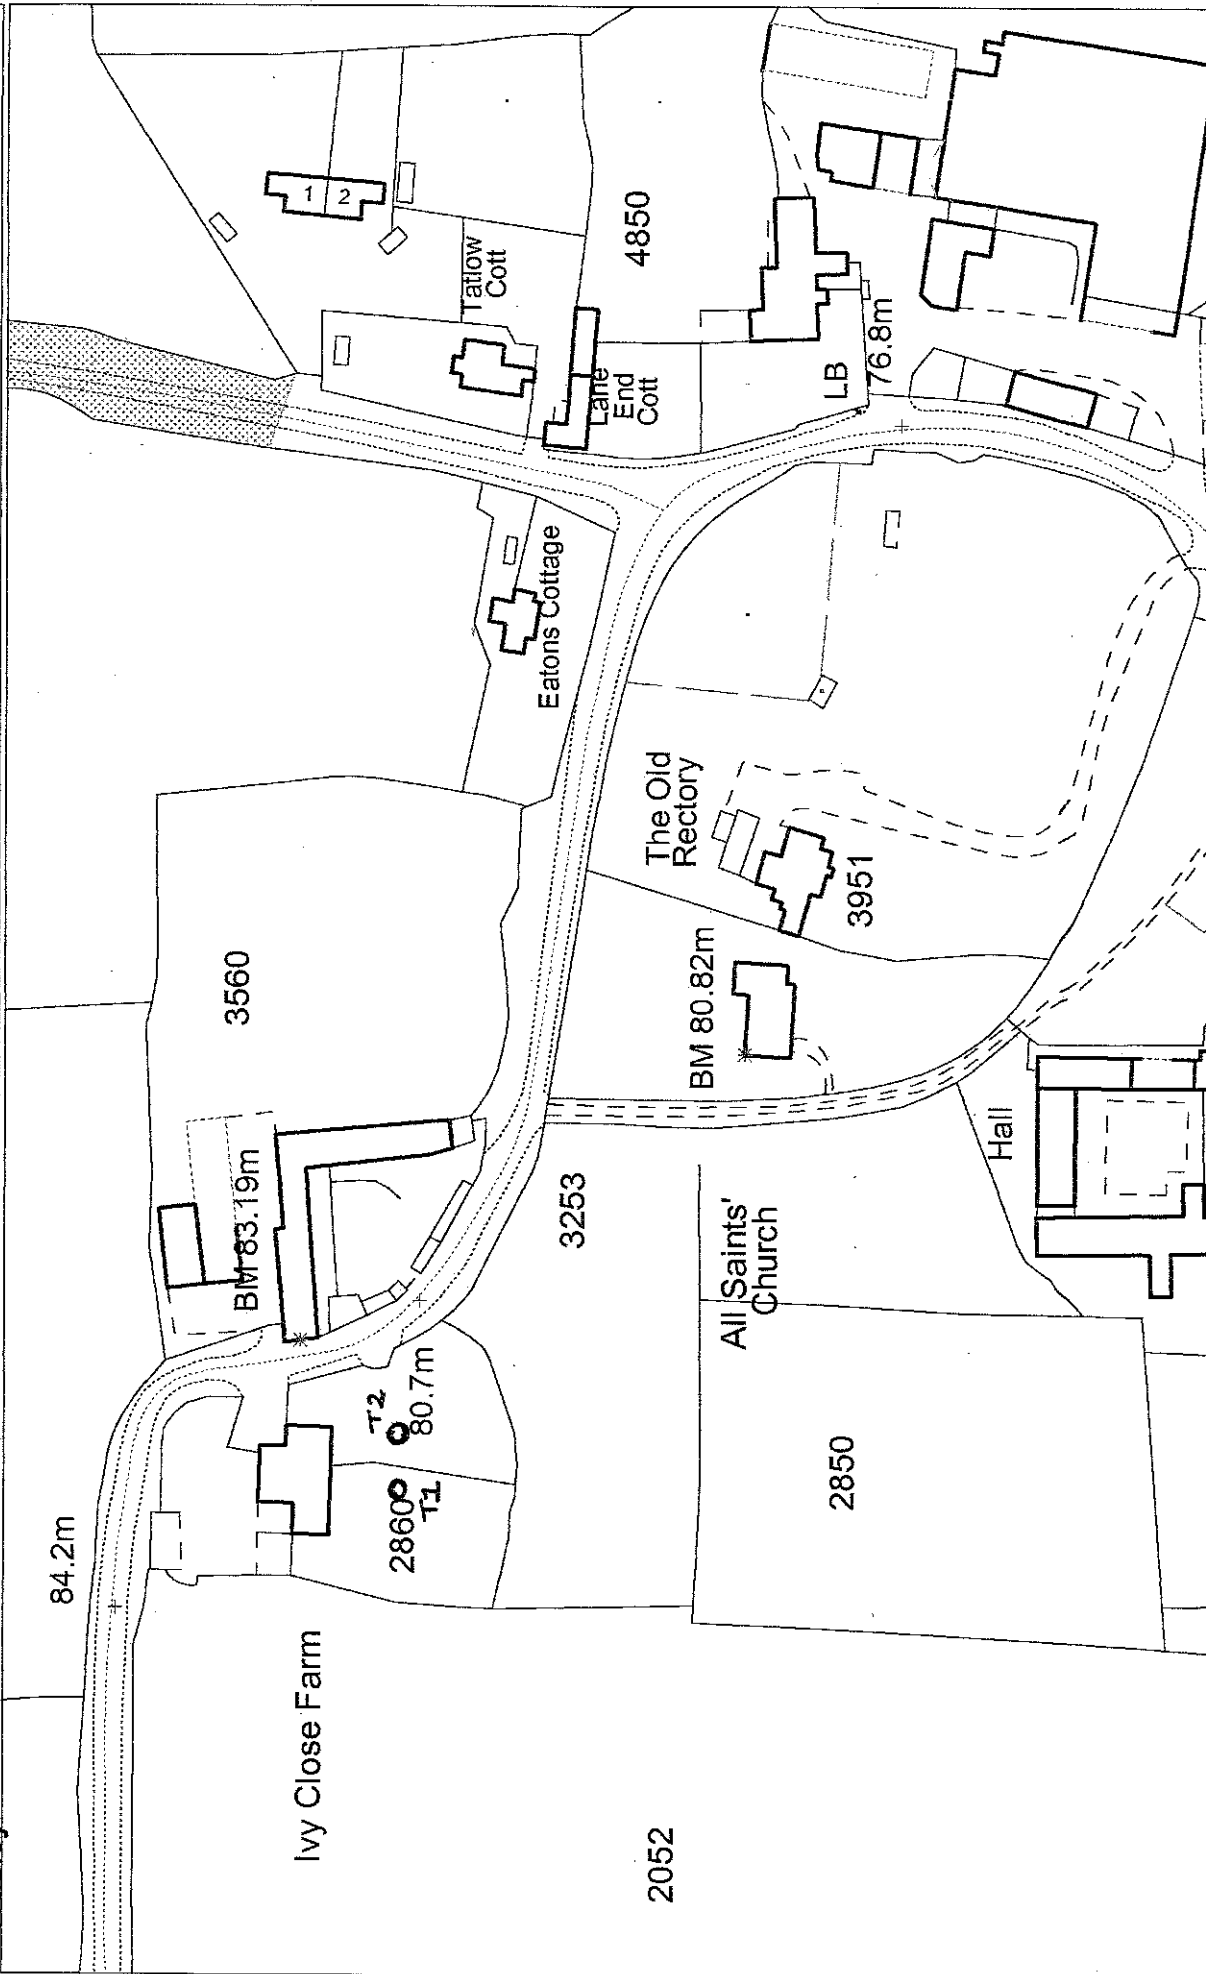 84.2m
Ivy Close Farm
2052
2860
T1
T2
80.7m
BM 83.19m
3560
3253
2850
All Saints'
Church
Hall
BM 80.82m
The Old
Rectory
3951
Eatons Cottage
1
2
Tatlow
Cott
Lane
End
Cott
4850
LB
76.8m